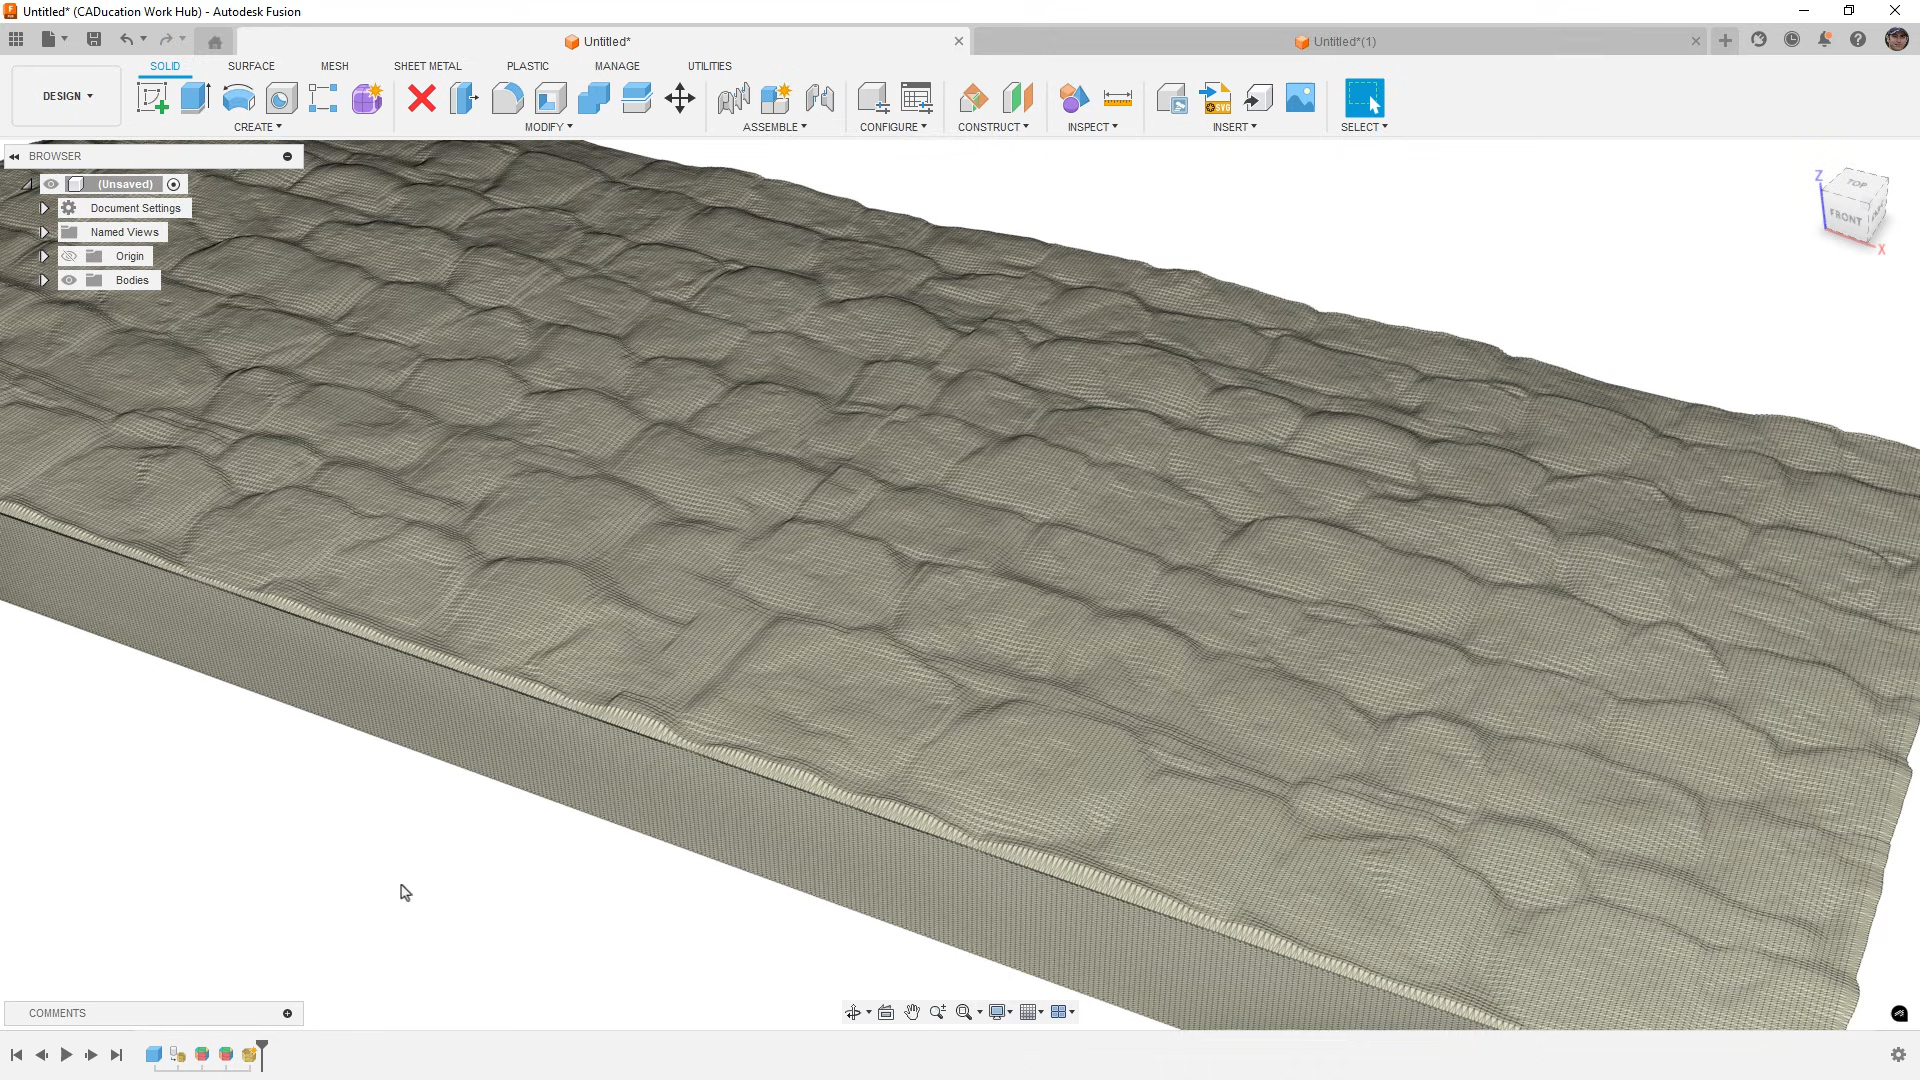 Untitled* (CADucation Work Hub) - Autodesk Fusion
Untitled*
Untitled*(1)
DESIGN
SOLID
SURFACE
MESH
SHEET METAL
PLASTIC
MANAGE
UTILITIES
CREATE
MODIFY
ASSEMBLE
CONFIGURE
CONSTRUCT
INSPECT
INSERT
SELECT
SVG
BROWSER
(Unsaved)
Document Settings
Named Views
Origin
Bodies
Z
TOP
FRONT
X
COMMENTS